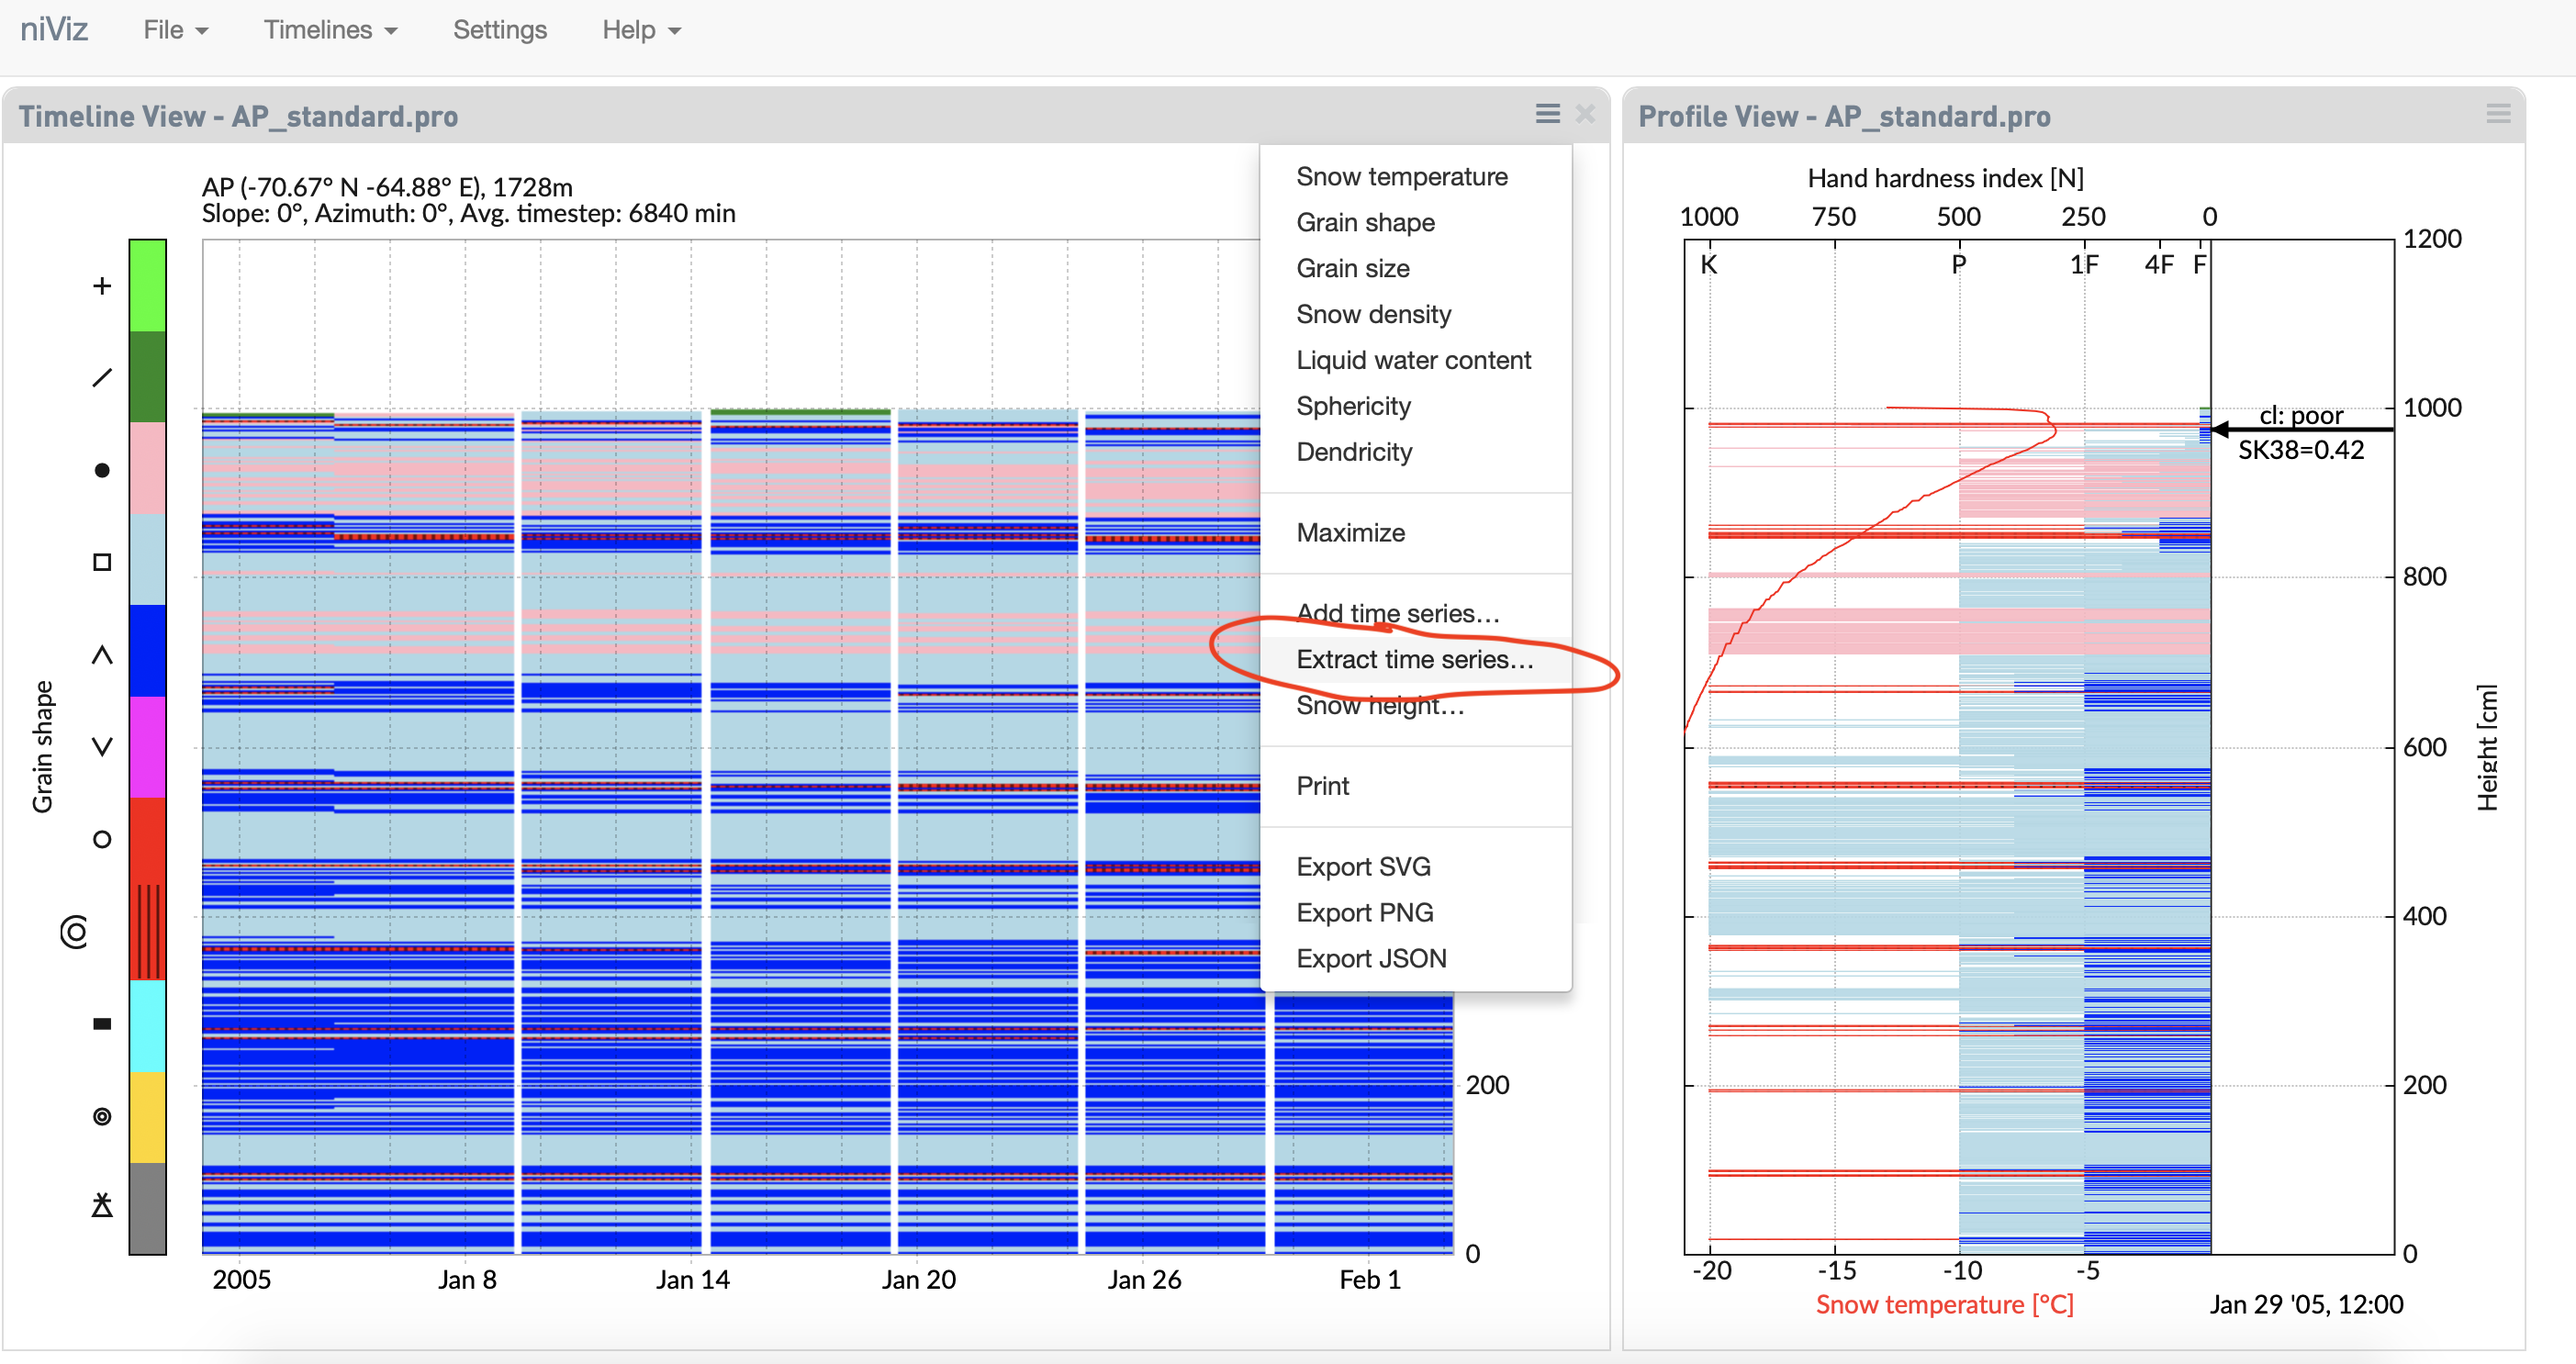 niViz File Timelines Settings Help
Timeline View - AP_standard.pro
AP (-70.67° N -64.88° E), 1728m
Slope: 0°, Azimuth: 0°, Avg. timestep: 6840 min
Grain shape
200
0
2005 Jan 8 Jan 14 Jan 20 Jan 26 Feb 1
Snow temperature
Grain shape
Grain size
Snow density
Liquid water content
Sphericity
Dendricity
Maximize
Add time series...
Extract time series...
Snow height...
Print
Export SVG
Export PNG
Export JSON
Profile View - AP_standard.pro
Hand hardness index [N]
1000 750 500 250 0
K P 1F 4F F
1200
1000
800
600
400
200
0
cl: poor
SK38=0.42
Height [cm]
-20 -15 -10 -5
Snow temperature [°C]
Jan 29 '05, 12:00